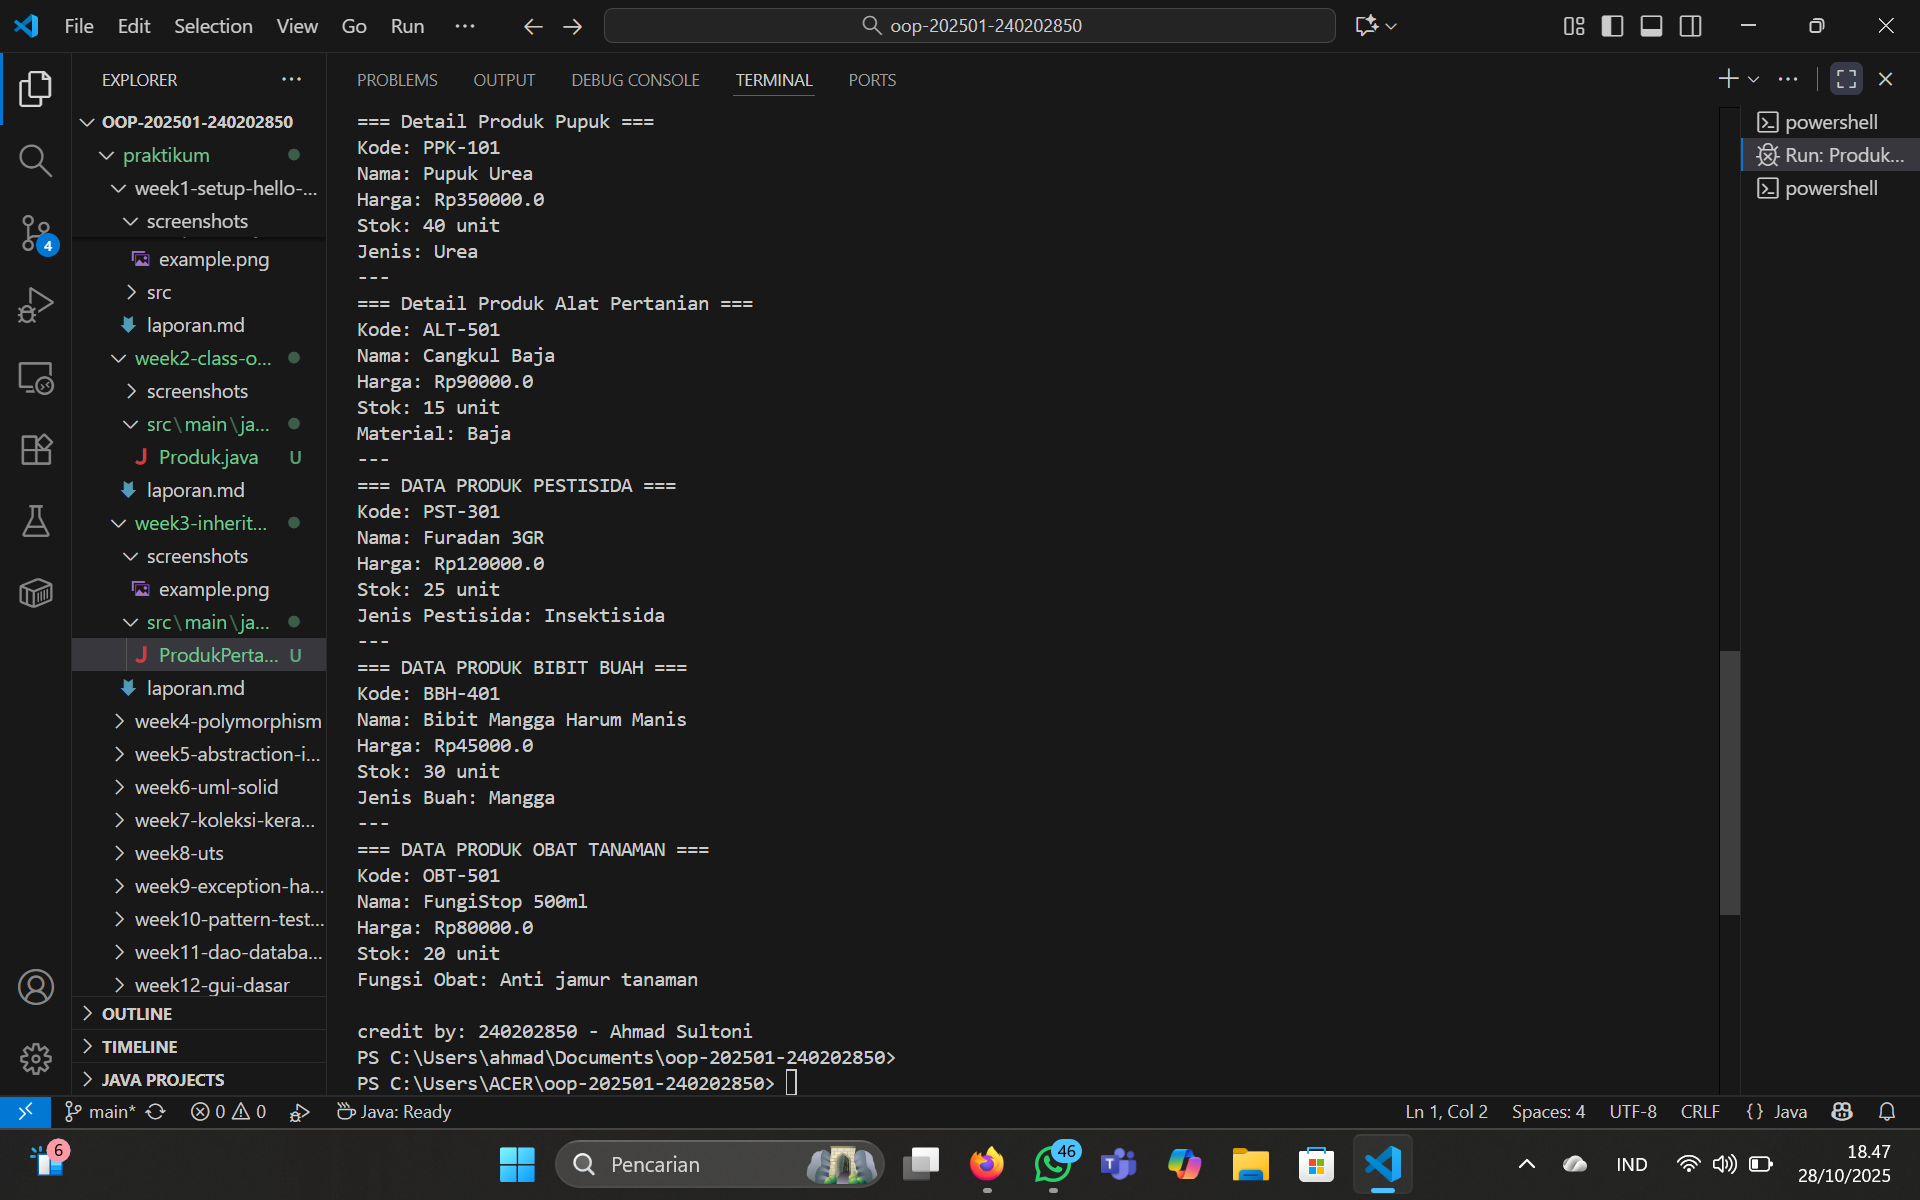 File Edit Selection View Go Run ···
oop-202501-240202850
EXPLORER
OOP-202501-240202850
praktikum
week1-setup-hello-...
screenshots
example.png
src
laporan.md
week2-class-o...
screenshots
src\main\ja...
Produk.java U
laporan.md
week3-inherit...
screenshots
example.png
src\main\ja...
ProdukPerta... U
laporan.md
week4-polymorphism
week5-abstraction-i...
week6-uml-solid
week7-koleksi-kera...
week8-uts
week9-exception-ha...
week10-pattern-test...
week11-dao-databa...
week12-gui-dasar
OUTLINE
TIMELINE
JAVA PROJECTS
4
PROBLEMS OUTPUT DEBUG CONSOLE TERMINAL PORTS
=== Detail Produk Pupuk ===
Kode: PPK-101
Nama: Pupuk Urea
Harga: Rp350000.0
Stok: 40 unit
Jenis: Urea
---
=== Detail Produk Alat Pertanian ===
Kode: ALT-501
Nama: Cangkul Baja
Harga: Rp90000.0
Stok: 15 unit
Material: Baja
---
=== DATA PRODUK PESTISIDA ===
Kode: PST-301
Nama: Furadan 3GR
Harga: Rp120000.0
Stok: 25 unit
Jenis Pestisida: Insektisida
---
=== DATA PRODUK BIBIT BUAH ===
Kode: BBH-401
Nama: Bibit Mangga Harum Manis
Harga: Rp45000.0
Stok: 30 unit
Jenis Buah: Mangga
---
=== DATA PRODUK OBAT TANAMAN ===
Kode: OBT-501
Nama: FungiStop 500ml
Harga: Rp80000.0
Stok: 20 unit
Fungsi Obat: Anti jamur tanaman
credit by: 240202850 - Ahmad Sultoni
PS C:\Users\ahmad\Documents\oop-202501-240202850>
PS C:\Users\ACER\oop-202501-240202850>
powershell
Run: Produk...
powershell
main* 0 0 Java: Ready
Ln 1, Col 2 Spaces: 4 UTF-8 CRLF {} Java
6
Pencarian
46
IND
18.47
28/10/2025